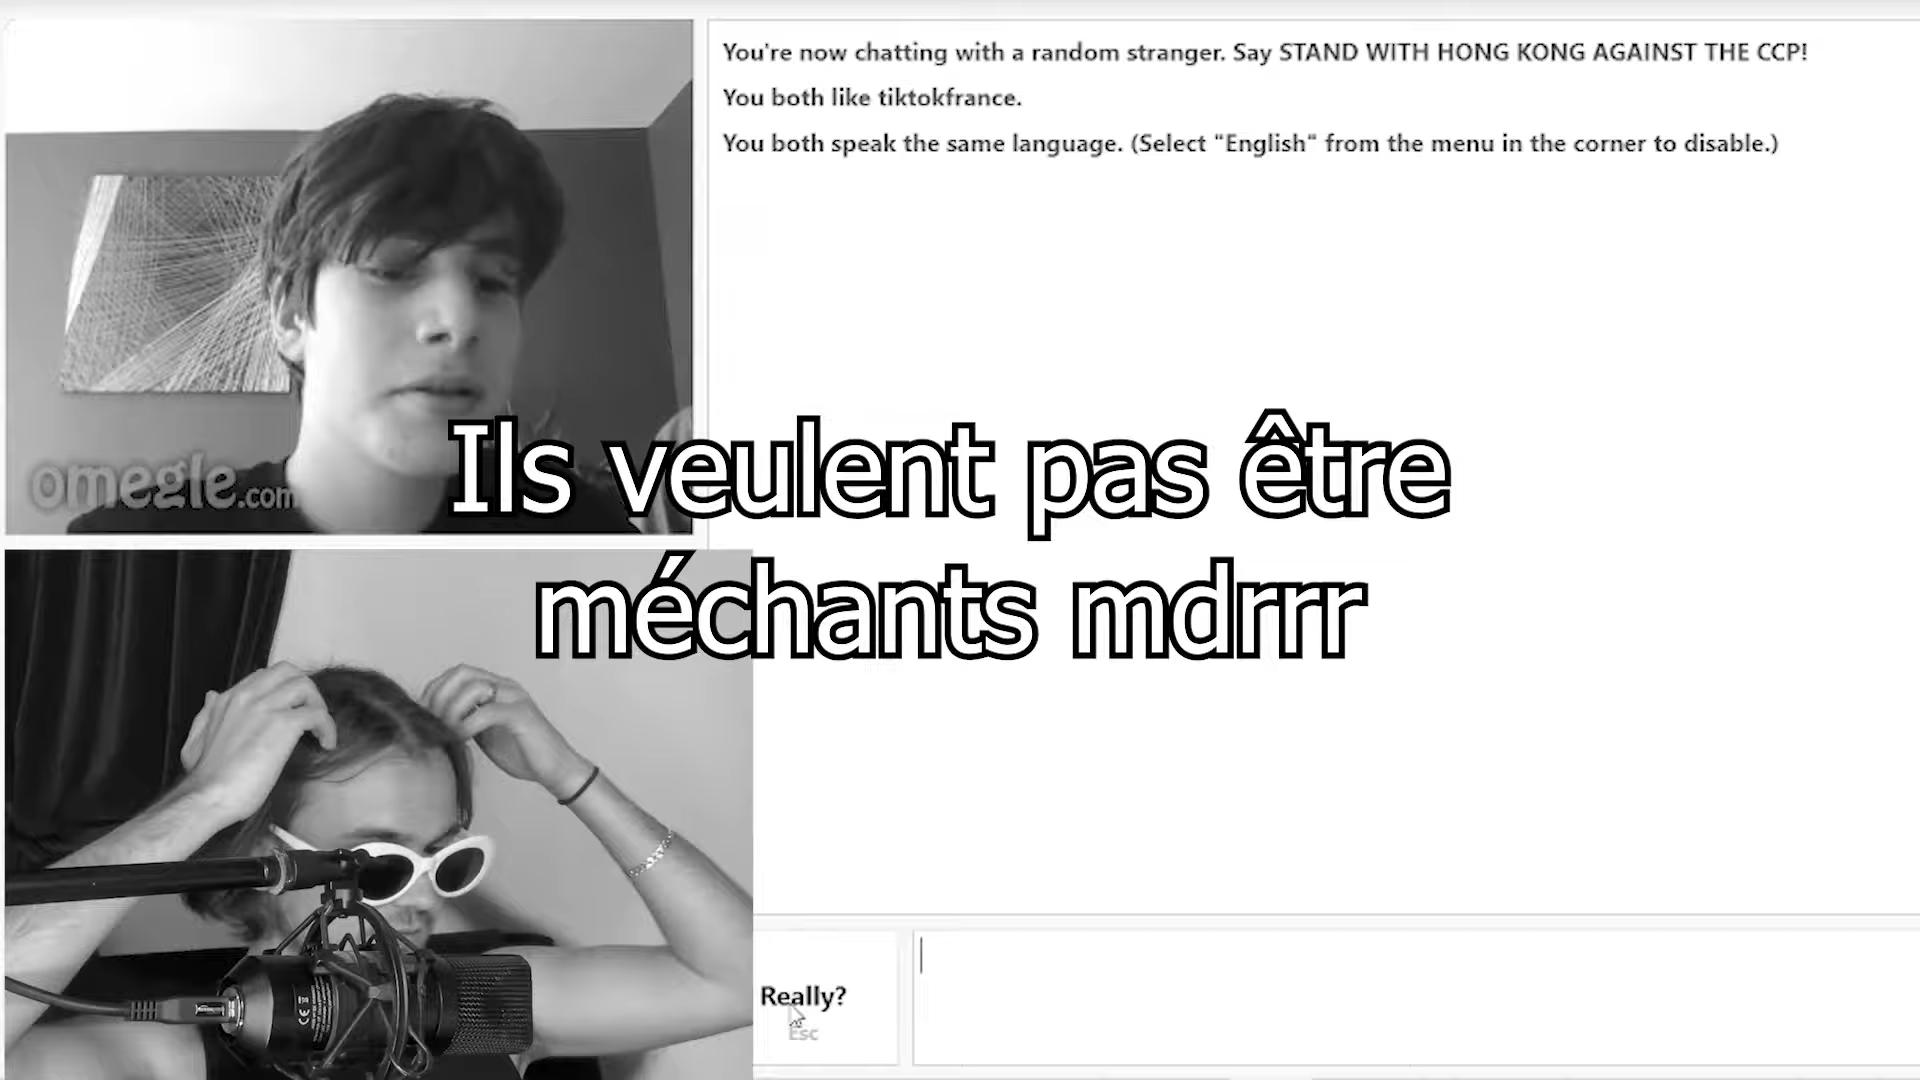 You're now chatting with a random stranger. Say STAND WITH HONG KONG AGAINST THE CCP!
You both like tiktokfrance.
You both speak the same language. (Select "English" from the menu in the corner to disable.)
omegle.com
Ils veulent pas être
méchants mdrrr
Really?
Esc